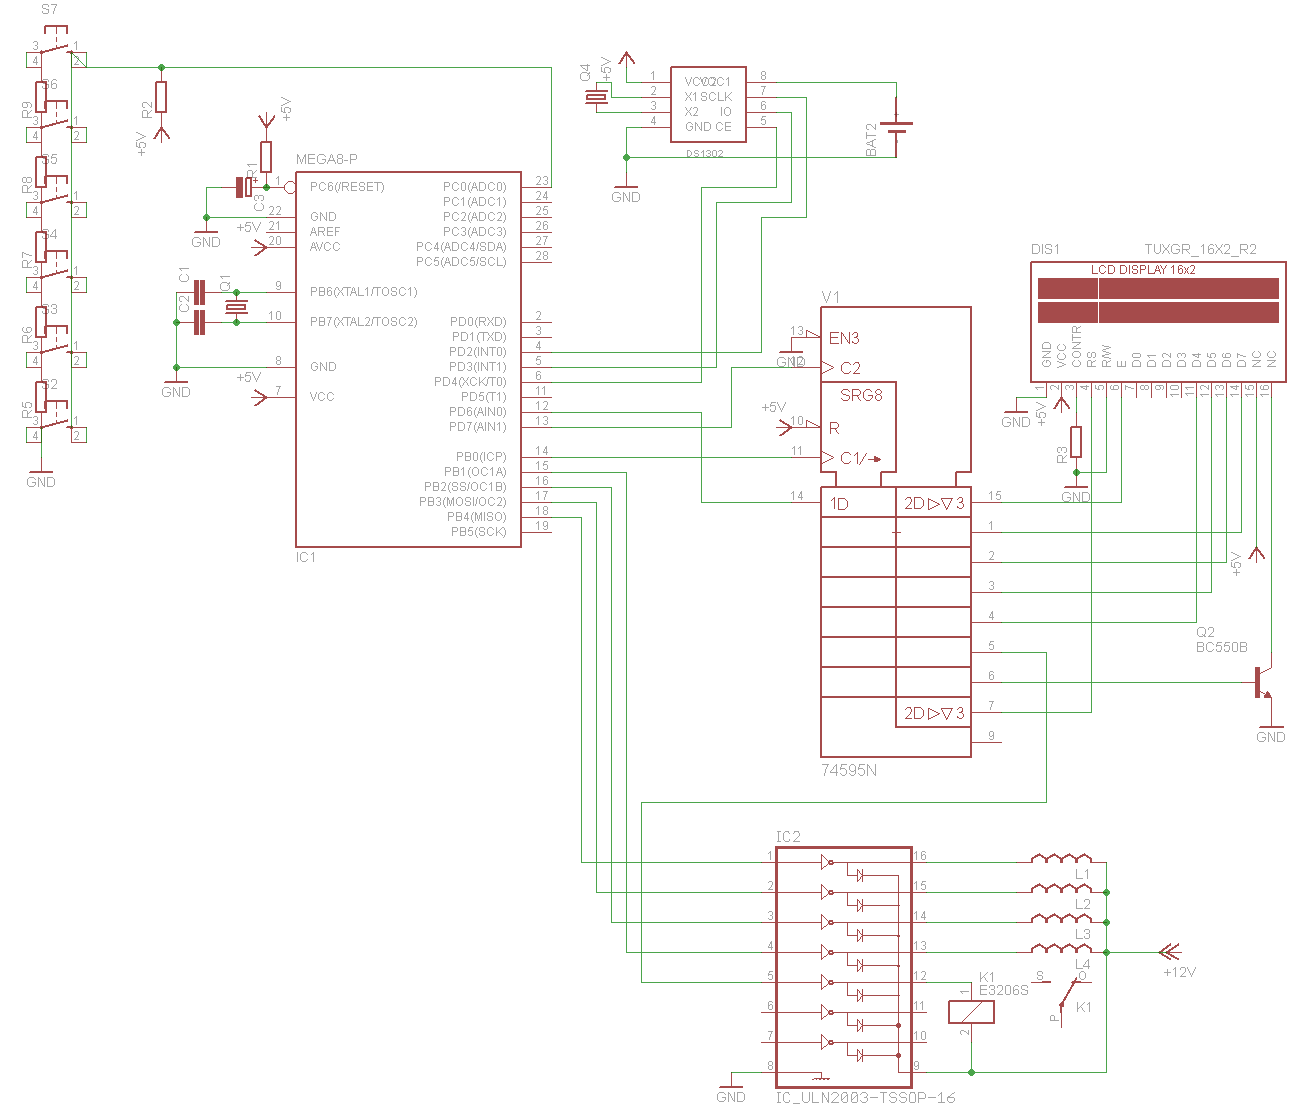 S7
3 1
4 2
S6
R9
3 1
4 2
S5
R8
3 1
4 2
S4
R7
3 1
4 2
S3
R6
3 1
4 2
S2
R5
3 1
4 2
GND
R2
+5V
+5V
R1
C3
+
GND
+5V
C1
C2
Q1
GND
+5V
MEGA8-P
1 PC6(/RESET)
22 GND
21 AREF
20 AVCC
9 PB6(XTAL1/TOSC1)
10 PB7(XTAL2/TOSC2)
8 GND
7 VCC
PC0(ADC0) 23
PC1(ADC1) 24
PC2(ADC2) 25
PC3(ADC3) 26
PC4(ADC4/SDA) 27
PC5(ADC5/SCL) 28
PD0(RXD) 2
PD1(TXD) 3
PD2(INT0) 4
PD3(INT1) 5
PD4(XCK/T0) 6
PD5(T1) 11
PD6(AIN0) 12
PD7(AIN1) 13
PB0(ICP) 14
PB1(OC1A) 15
PB2(SS/OC1B) 16
PB3(MOSI/OC2) 17
PB4(MISO) 18
PB5(SCK) 19
IC1
Q4
+5V
1 VCC2 VCC1 8
2 X1 SCLK 7
3 X2 IO 6
4 GND CE 5
DS1302
GND
BAT2
V1
13 EN3
GND
12 C2
SRG8
+5V
10 R
11 C1/
14 1D 2D 3 15
1
2
3
4
5
6
2D 3 7
9
74595N
DIS1 TUXGR_16X2_R2
LCD DISPLAY 16x2
GND VCC CONTR RS R/W E D0 D1 D2 D3 D4 D5 D6 D7 NC NC
1 2 3 4 5 6 7 8 9 10 11 12 13 14 15 16
GND
+5V
R3
GND
+5V
Q2
BC550B
GND
IC2
1 16
2 15
3 14
4 13
5 12
6 11
7 10
8 9
GND
IC_ULN2003-TSSOP-16
L1
L2
L3
L4
+12V
K1
E3206S
1
2
S O
K1
P